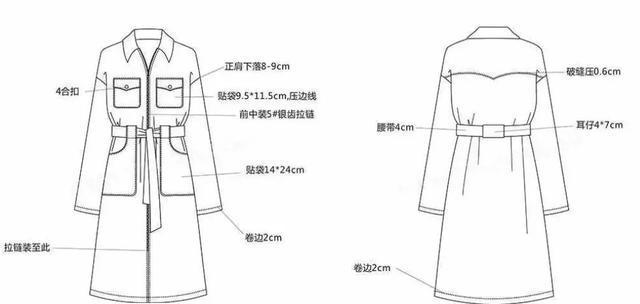 正肩下落8-9cm
4合扣
贴袋9.5*11.5cm,压边线
前中装5#银齿拉链
贴袋14*24cm
卷边2cm
拉链装至此
破缝压0.6cm
腰带4cm
耳仔4*7cm
卷边2cm